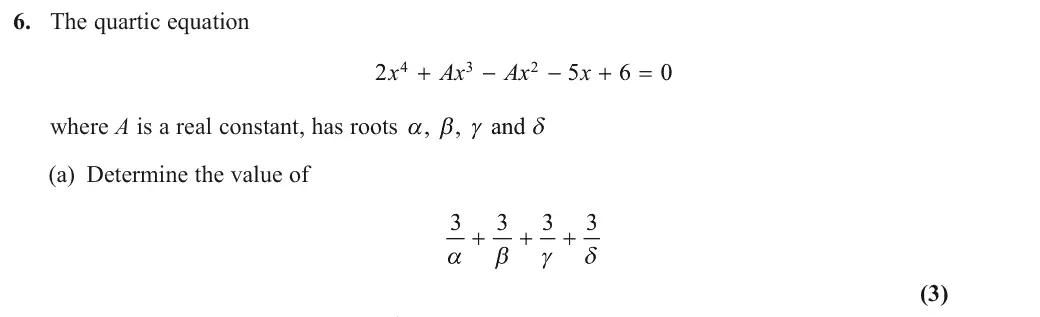 6. The quartic equation
2x⁴ + Ax³ − Ax² − 5x + 6 = 0
where A is a real constant, has roots α, β, γ and δ
(a) Determine the value of
3/α + 3/β + 3/γ + 3/δ
(3)